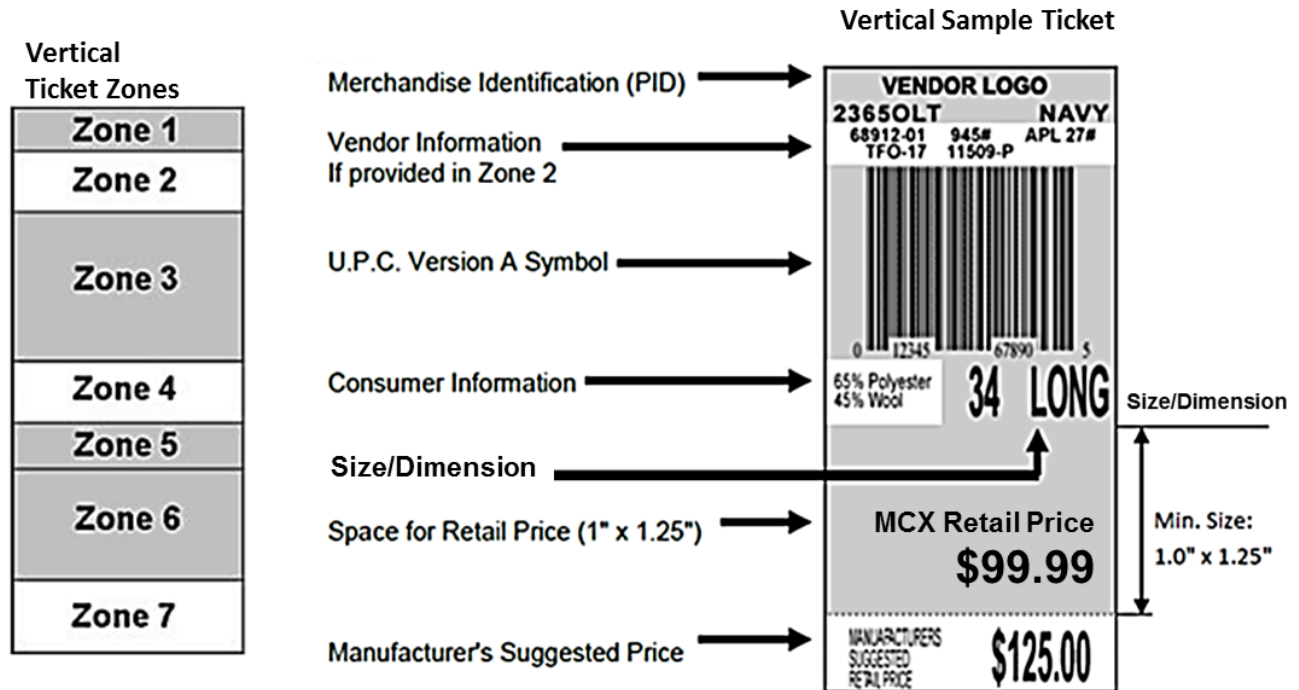 Vertical Sample Ticket
Vertical
Ticket Zones
Zone 1
Zone 2
Zone 3
Zone 4
Zone 5
Zone 6
Zone 7
Merchandise Identification (PID)
Vendor Information
If provided in Zone 2
U.P.C. Version A Symbol
Consumer Information
Size/Dimension
Space for Retail Price (1" x 1.25")
Manufacturer's Suggested Price
VENDOR LOGO
2365OLT NAVY
68912-01 945# APL 27#
TFO-17 11509-P
0 12345 67890 5
65% Polyester
45% Wool
34 LONG
MCX Retail Price
$99.99
MANUAFACTURERS
SUGGESTED
RETAIL PRICE
$125.00
Size/Dimension
Min. Size:
1.0" x 1.25"